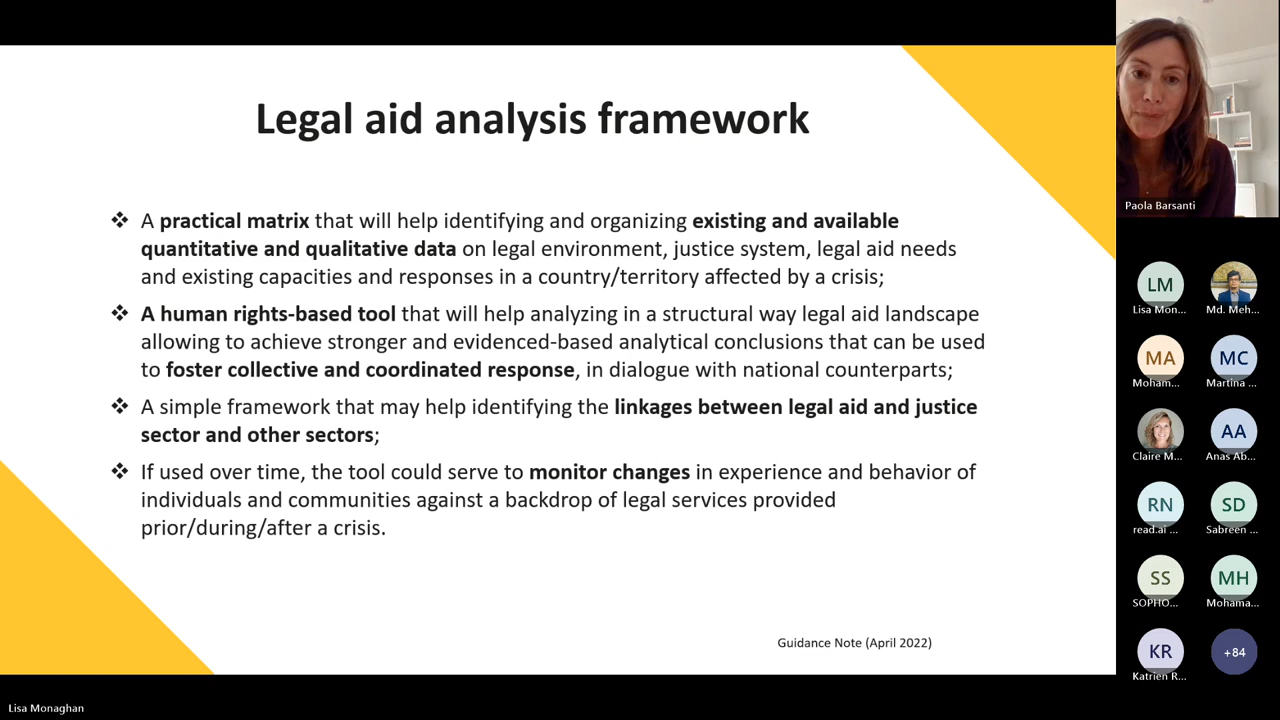 Legal aid analysis framework
❖ A practical matrix that will help identifying and organizing existing and available
quantitative and qualitative data on legal environment, justice system, legal aid needs
and existing capacities and responses in a country/territory affected by a crisis;
❖ A human rights-based tool that will help analyzing in a structural way legal aid landscape
allowing to achieve stronger and evidenced-based analytical conclusions that can be used
to foster collective and coordinated response, in dialogue with national counterparts;
❖ A simple framework that may help identifying the linkages between legal aid and justice
sector and other sectors;
❖ If used over time, the tool could serve to monitor changes in experience and behavior of
individuals and communities against a backdrop of legal services provided
prior/during/after a crisis.
Guidance Note (April 2022)
Lisa Monaghan
Paola Barsanti
LM
Lisa Mon...
Md. Meh...
MA
Moham...
MC
Martina ...
Claire M...
AA
Anas Ab...
RN
read.ai ...
SD
Sabreen ...
SS
SOPHO...
MH
Mohama...
KR
Katrien R...
+84